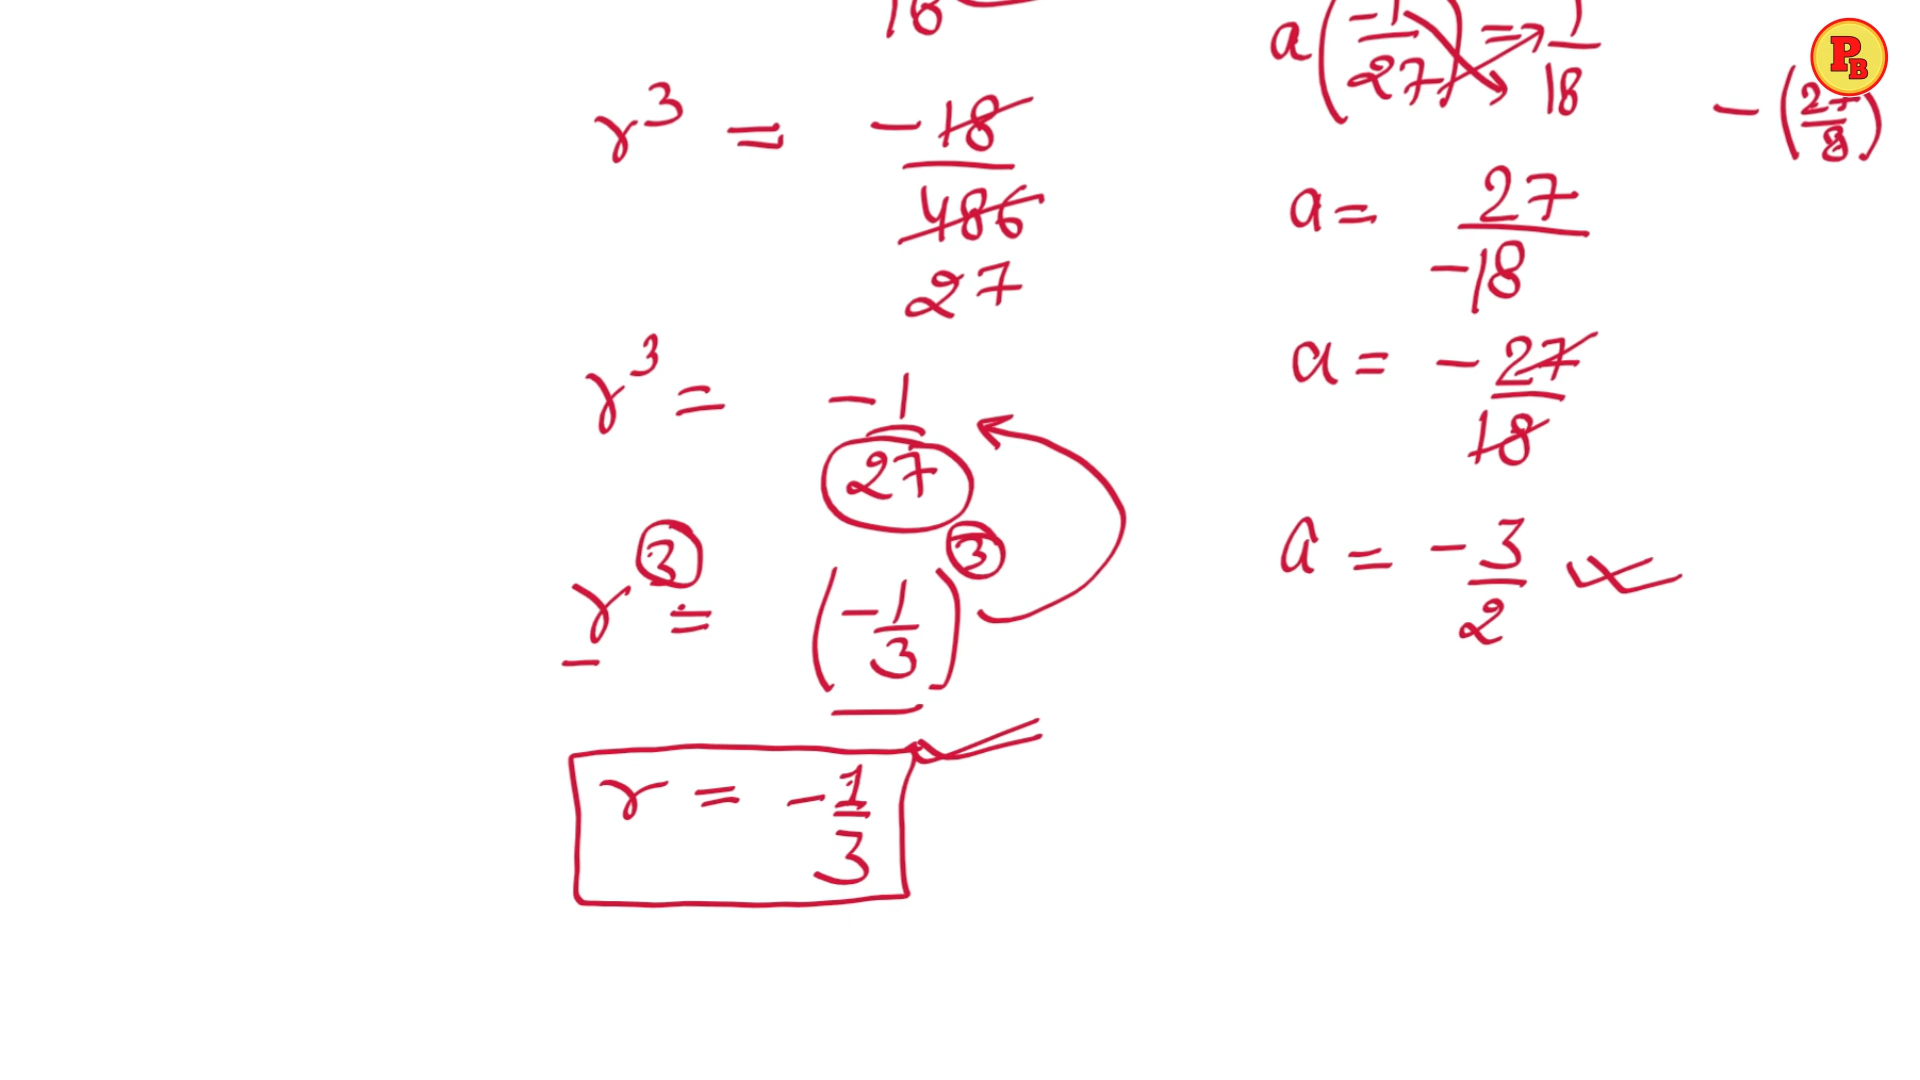 18
r³ = -18/486
27
r³ = -1/27
r³ = (-1/3)³
r = -1/3
a(-1/27) = 1/18
a = 27/-18
a = -27/18
a = -3/2
-(27/8)
PB